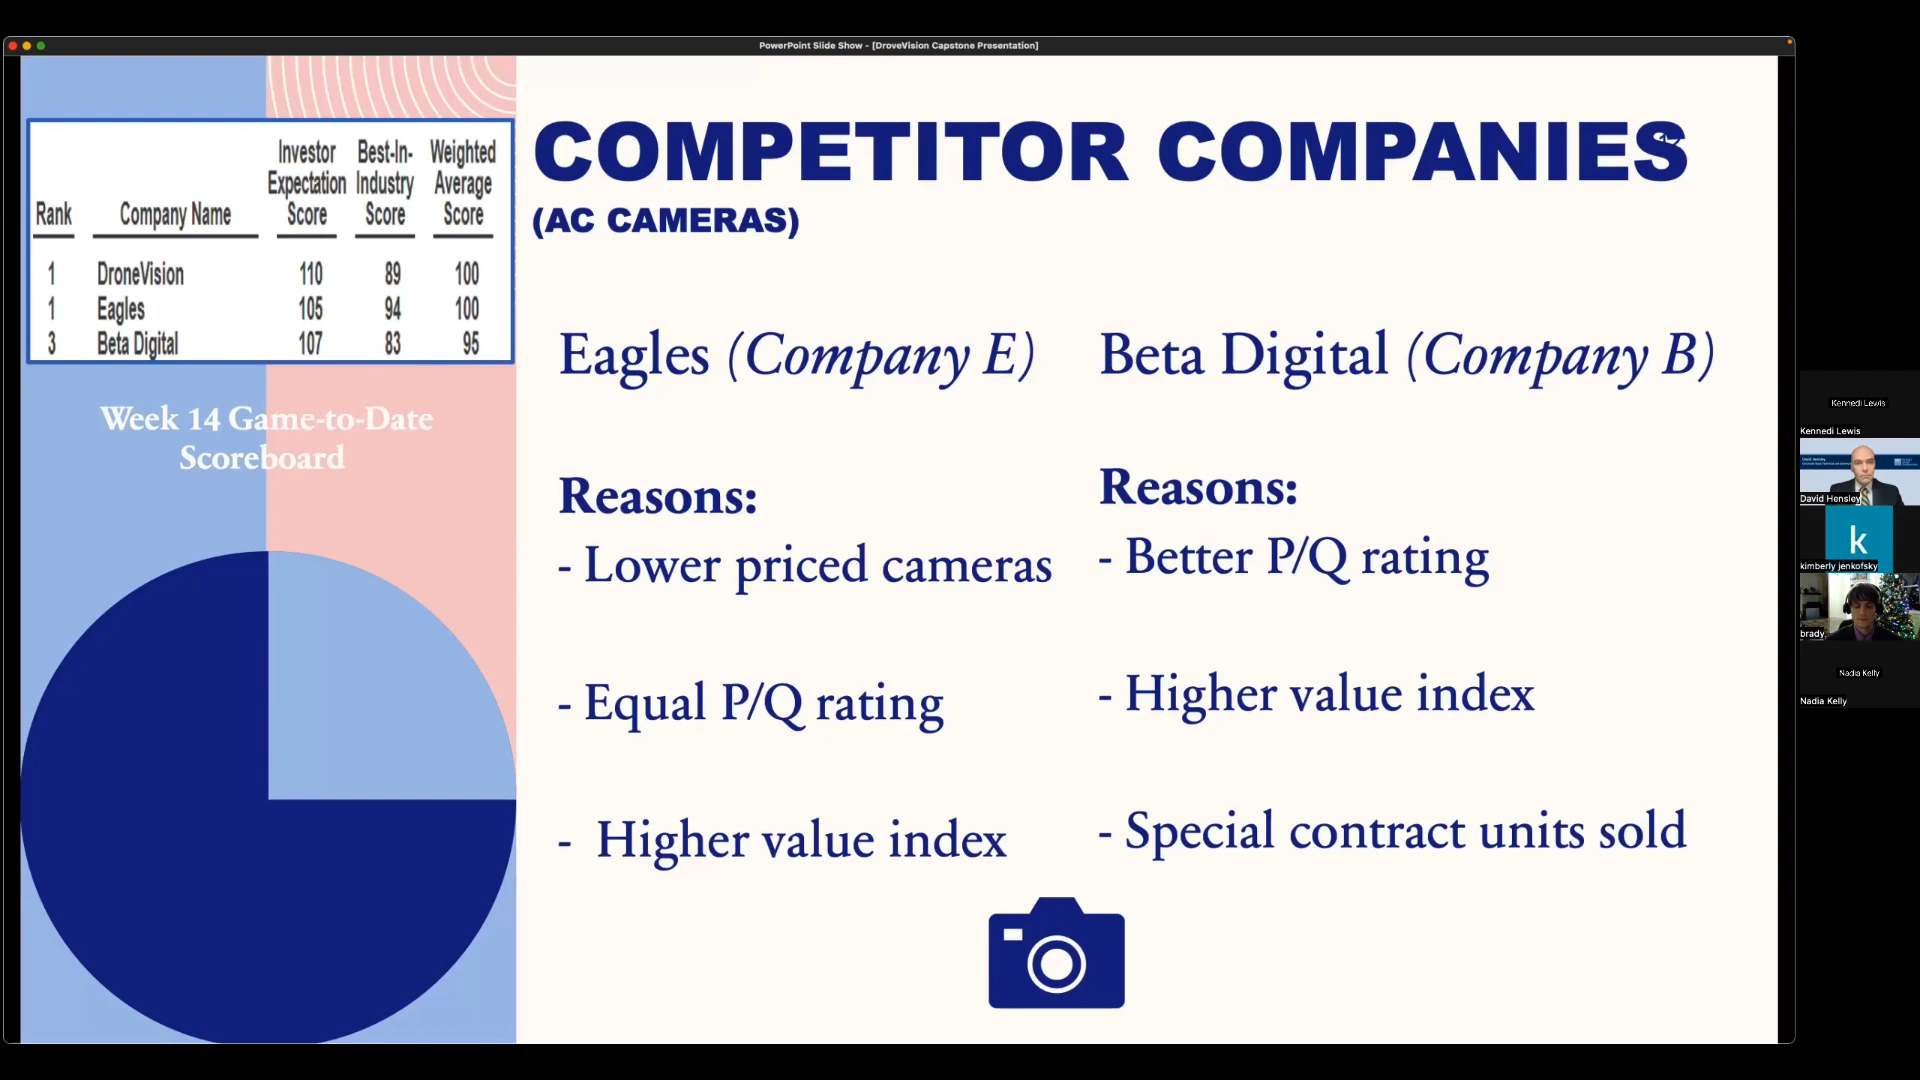 PowerPoint Slide Show - [DroveVision Capstone Presentation]
Investor Best-In- Weighted
Expectation Industry Average
Rank Company Name Score Score Score
1 DroneVision 110 89 100
1 Eagles 105 94 100
3 Beta Digital 107 83 95
Week 14 Game-to-Date
Scoreboard
COMPETITOR COMPANIES
(AC CAMERAS)
Eagles (Company E)
Reasons:
- Lower priced cameras
- Equal P/Q rating
- Higher value index
Beta Digital (Company B)
Reasons:
- Better P/Q rating
- Higher value index
- Special contract units sold
Kennedi Lewis
Kennedi Lewis
David Hensley
k
kimberly jenkofsky
brady
Nadia Kelly
Nadia Kelly